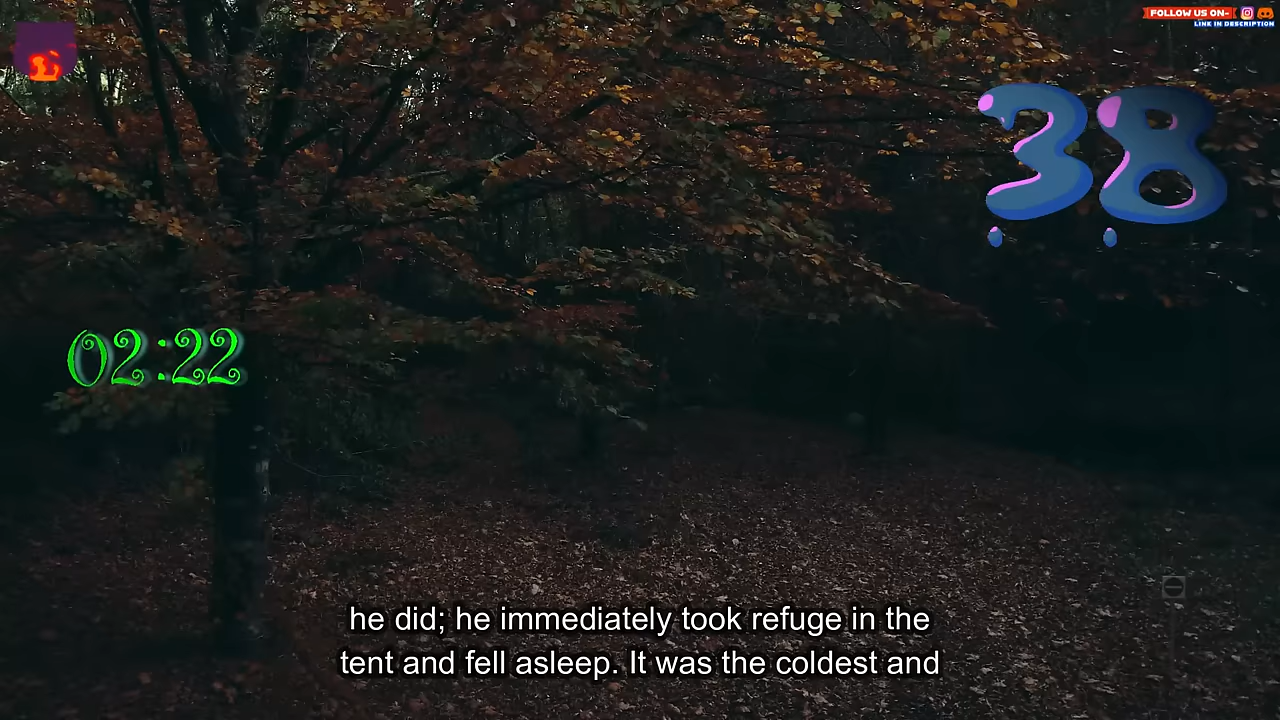 FOLLOW US ON-
LINK IN DESCRIPTION
38
02:22
he did; he immediately took refuge in the
tent and fell asleep. It was the coldest and